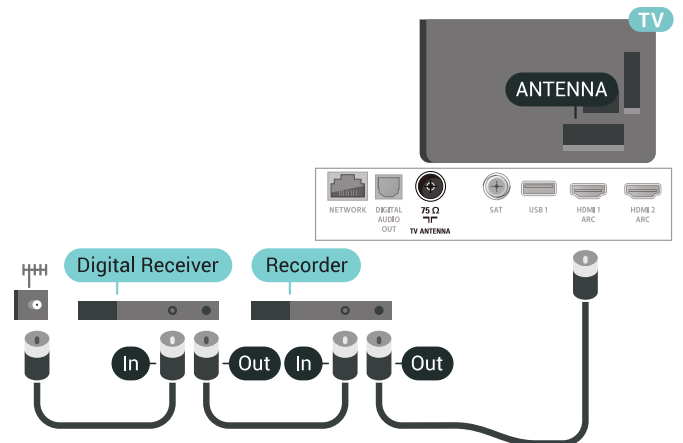 TV
ANTENNA
NETWORK
DIGITAL
AUDIO
OUT
75 Ω
TV ANTENNA
SAT
USB 1
HDMI 1
ARC
HDMI 2
ARC
Digital Receiver
Recorder
In
Out
In
Out